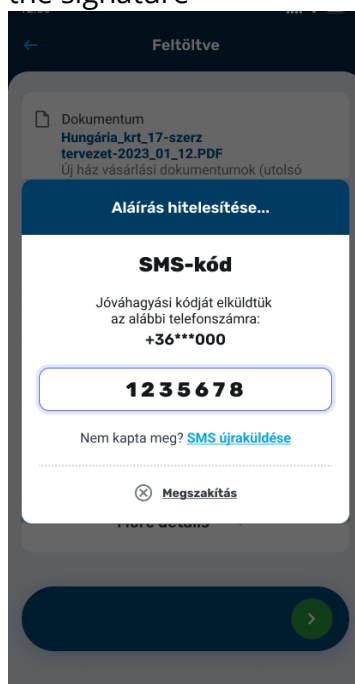 the signature
Feltöltve
Dokumentum
Hungária_krt_17-szerz
tervezet-2023_01_12.PDF
Új ház vásárlási dokumentumok (utolsó
Aláírás hitelesítése...
SMS-kód
Jóváhagyási kódját elküldtük
az alábbi telefonszámra:
+36***000
1235678
Nem kapta meg? SMS újraküldése
Megszakítás
More details